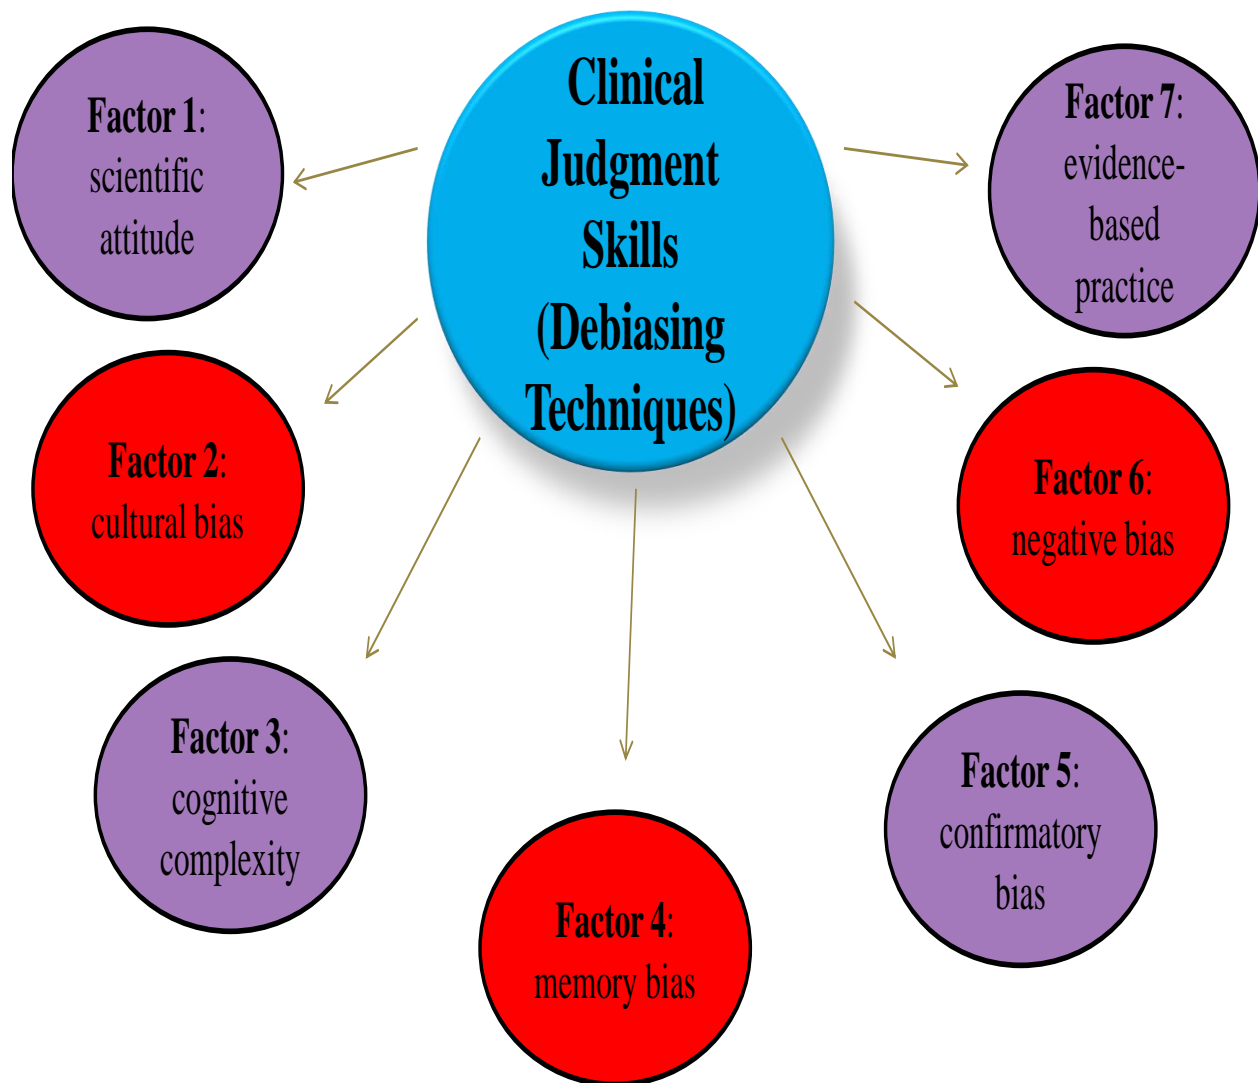 Clinical
Judgment
Skills
(Debiasing
Techniques)
Factor 1:
scientific
attitude
Factor 2:
cultural bias
Factor 3:
cognitive
complexity
Factor 4:
memory bias
Factor 5:
confirmatory
bias
Factor 6:
negative bias
Factor 7:
evidence-
based
practice